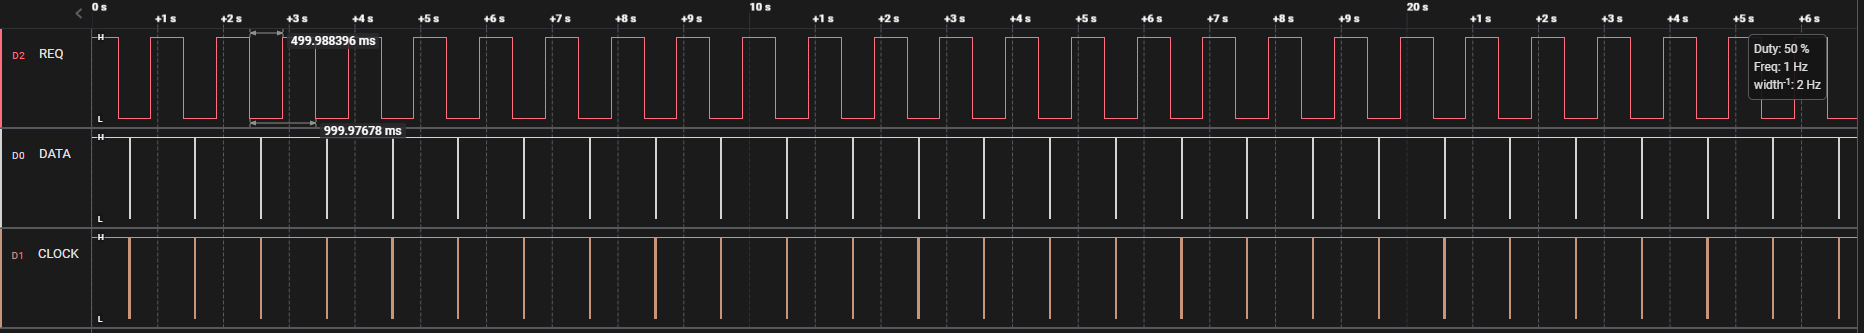 0 s 10 s 20 s
+1 s +2 s +3 s +4 s +5 s +6 s +7 s +8 s +9 s +1 s +2 s +3 s +4 s +5 s +6 s +7 s +8 s +9 s +1 s +2 s +3 s +4 s +5 s +6 s
H
499.988396 ms
D2 REQ
Duty: 50 %
Freq: 1 Hz
width-1: 2 Hz
L
999.97678 ms
H
D0 DATA
L
H
D1 CLOCK
L